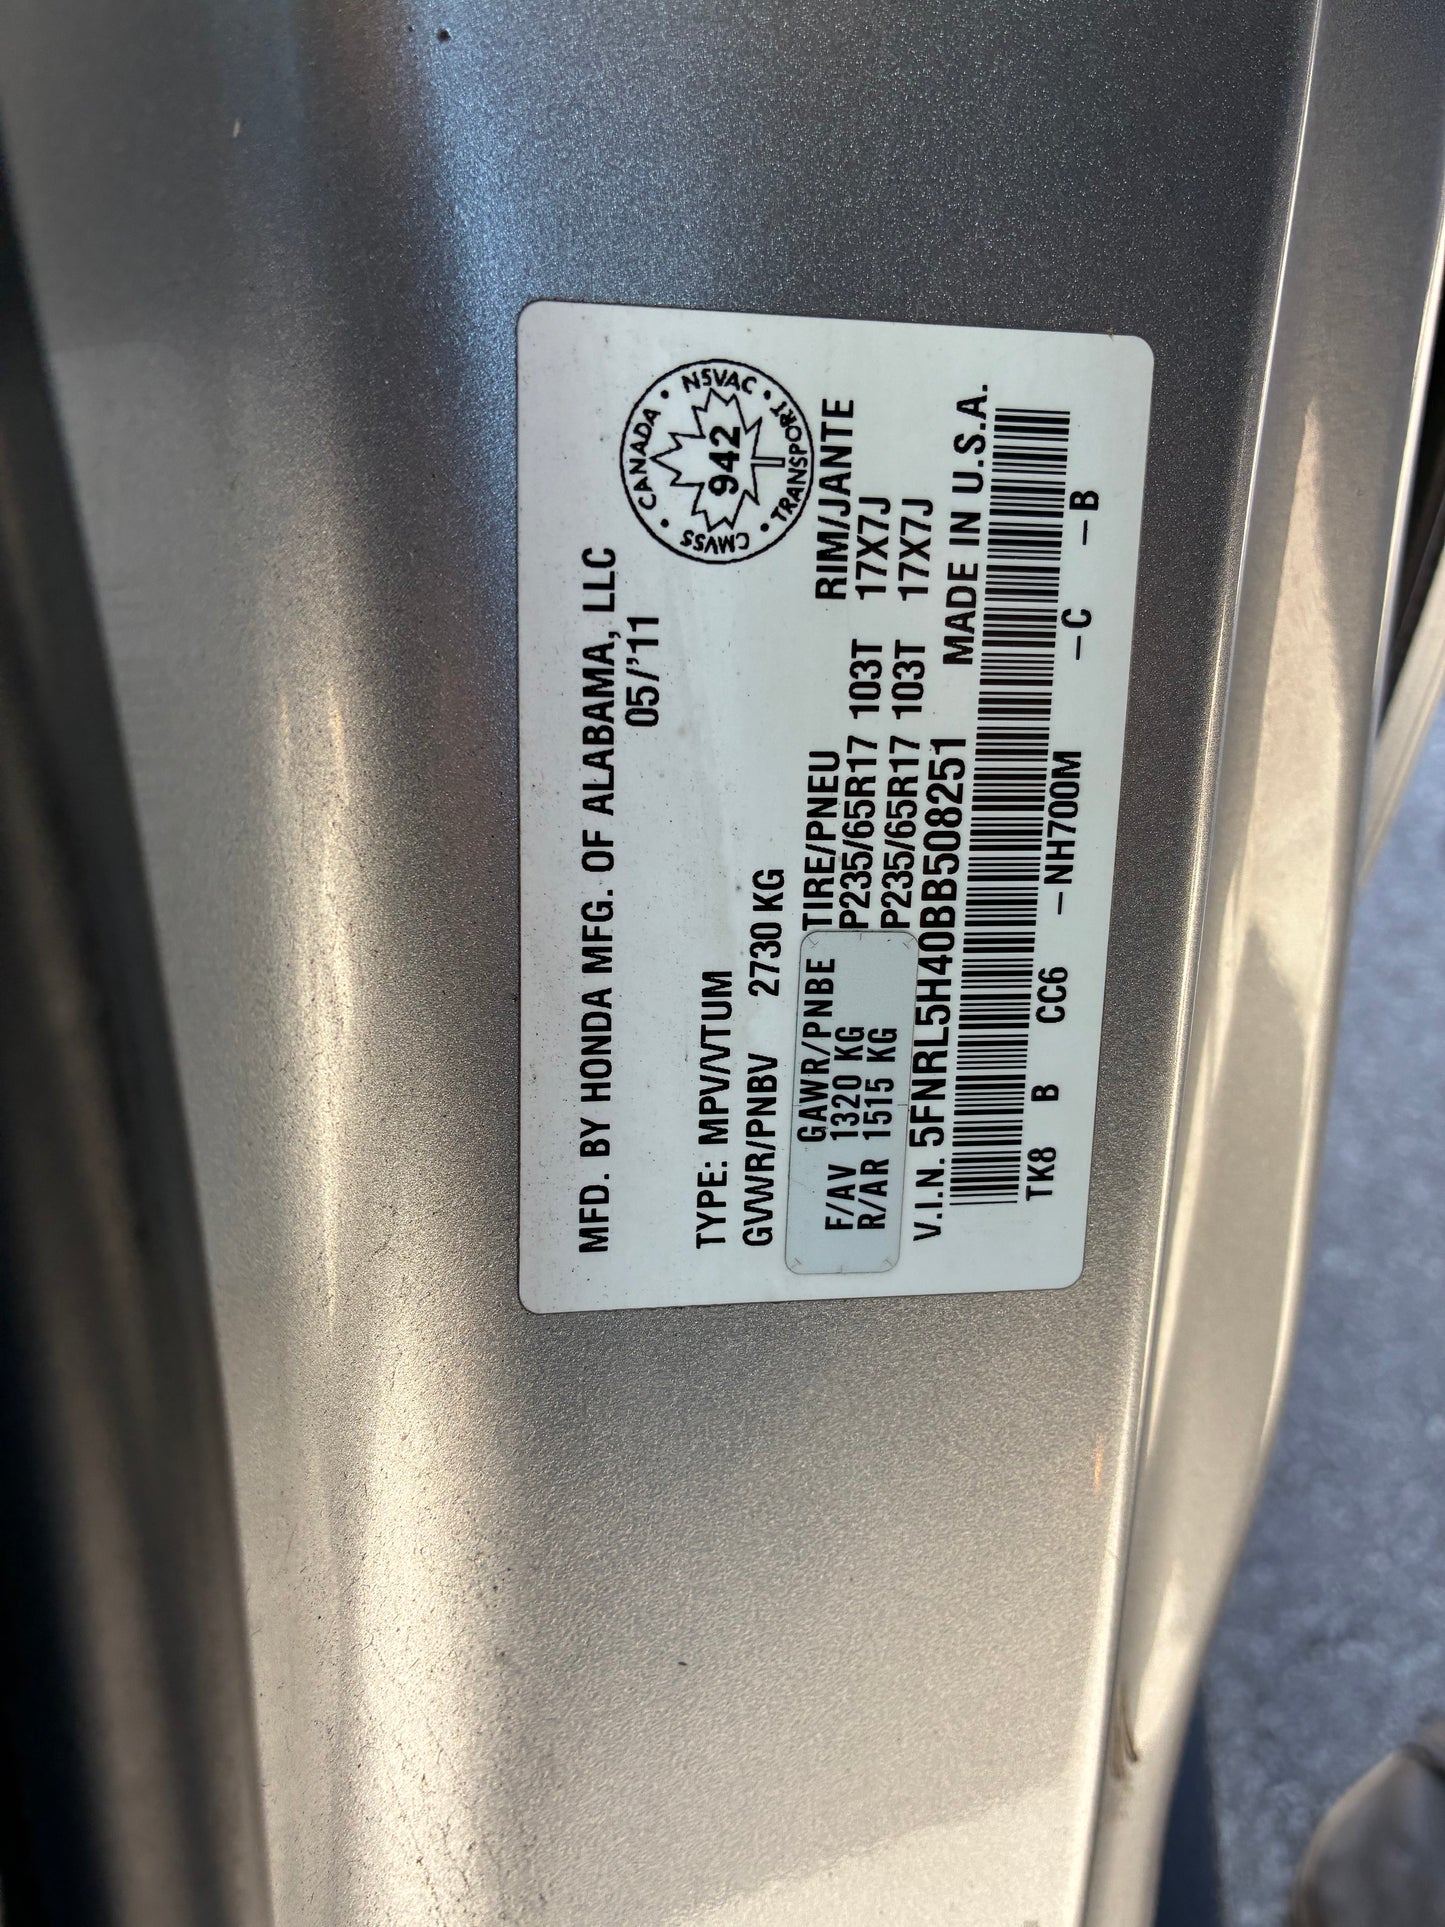 MFD. BY HONDA MFG. OF ALABAMA, LLC
05/'11
CANADA • NSVAC • TRANSPORT • CMVSS •
942
TYPE: MPV/VTUM
GVWR/PNBV 2730 KG
GAWR/PNBE TIRE/PNEU RIM/JANTE
F/AV 1320 KG P235/65R17 103T 17X7J
R/AR 1515 KG P235/65R17 103T 17X7J
V.I.N. 5FNRL5H40BB508251 MADE IN U.S.A.
TK8 B CC6 –NH700M –C –B